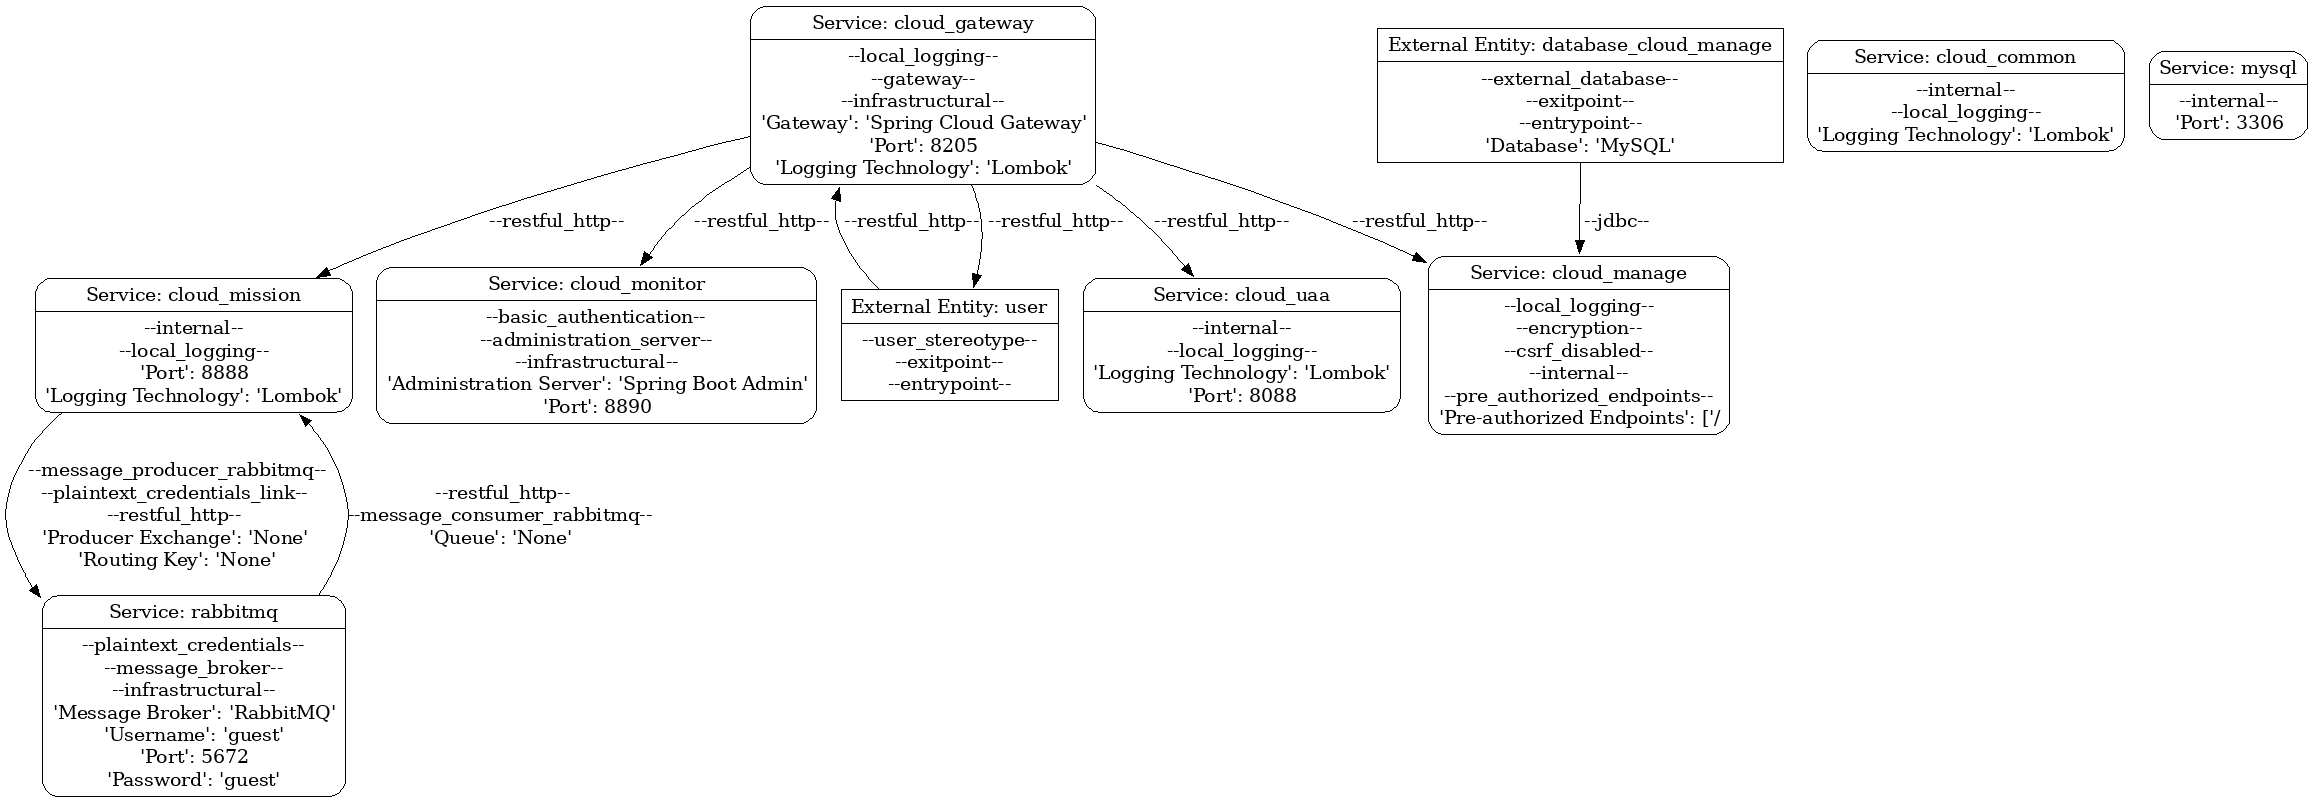 Service: cloud_gateway
--local_logging--
--gateway--
--infrastructural--
'Gateway': 'Spring Cloud Gateway'
'Port': 8205
'Logging Technology': 'Lombok'
External Entity: database_cloud_manage
--external_database--
--exitpoint--
--entrypoint--
'Database': 'MySQL'
Service: cloud_common
--internal--
--local_logging--
'Logging Technology': 'Lombok'
Service: mysql
--internal--
'Port': 3306
--restful_http--
--restful_http--
--restful_http--
--restful_http--
--restful_http--
--restful_http--
--jdbc--
Service: cloud_mission
--internal--
--local_logging--
'Port': 8888
'Logging Technology': 'Lombok'
Service: cloud_monitor
--basic_authentication--
--administration_server--
--infrastructural--
'Administration Server': 'Spring Boot Admin'
'Port': 8890
External Entity: user
--user_stereotype--
--exitpoint--
--entrypoint--
Service: cloud_uaa
--internal--
--local_logging--
'Logging Technology': 'Lombok'
'Port': 8088
Service: cloud_manage
--local_logging--
--encryption--
--csrf_disabled--
--internal--
--pre_authorized_endpoints--
'Pre-authorized Endpoints': ['/
--message_producer_rabbitmq--
--plaintext_credentials_link--
--restful_http--
'Producer Exchange': 'None'
'Routing Key': 'None'
--restful_http--
--message_consumer_rabbitmq--
'Queue': 'None'
Service: rabbitmq
--plaintext_credentials--
--message_broker--
--infrastructural--
'Message Broker': 'RabbitMQ'
'Username': 'guest'
'Port': 5672
'Password': 'guest'